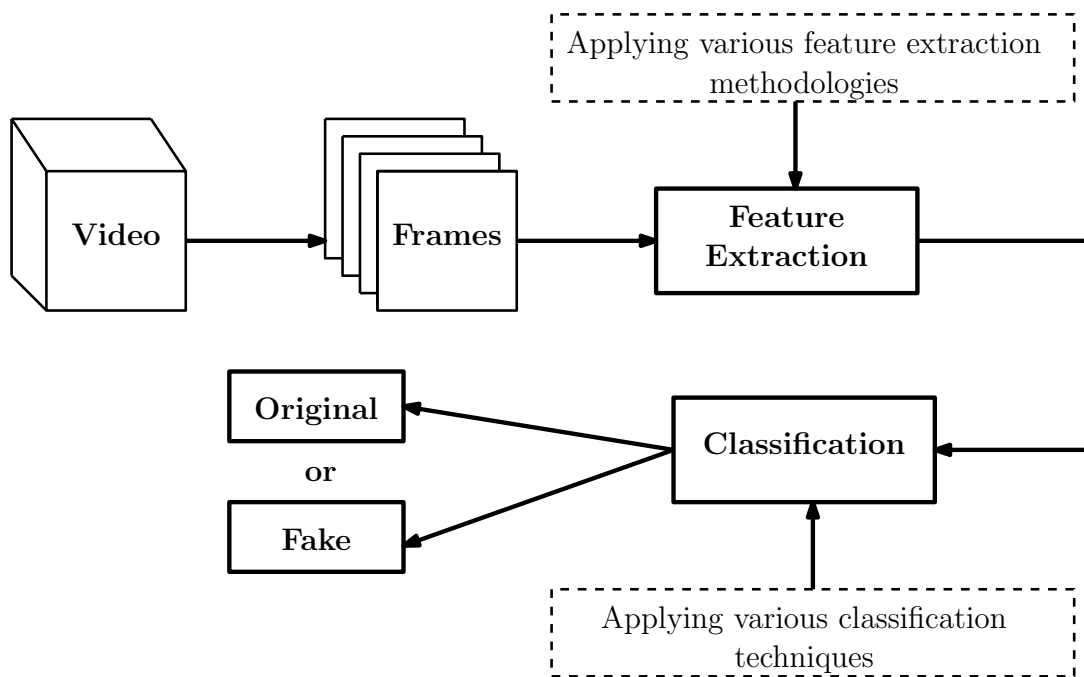 Applying various feature extraction
methodologies
Video
Frames
Feature
Extraction
Original
or
Fake
Classification
Applying various classification
techniques